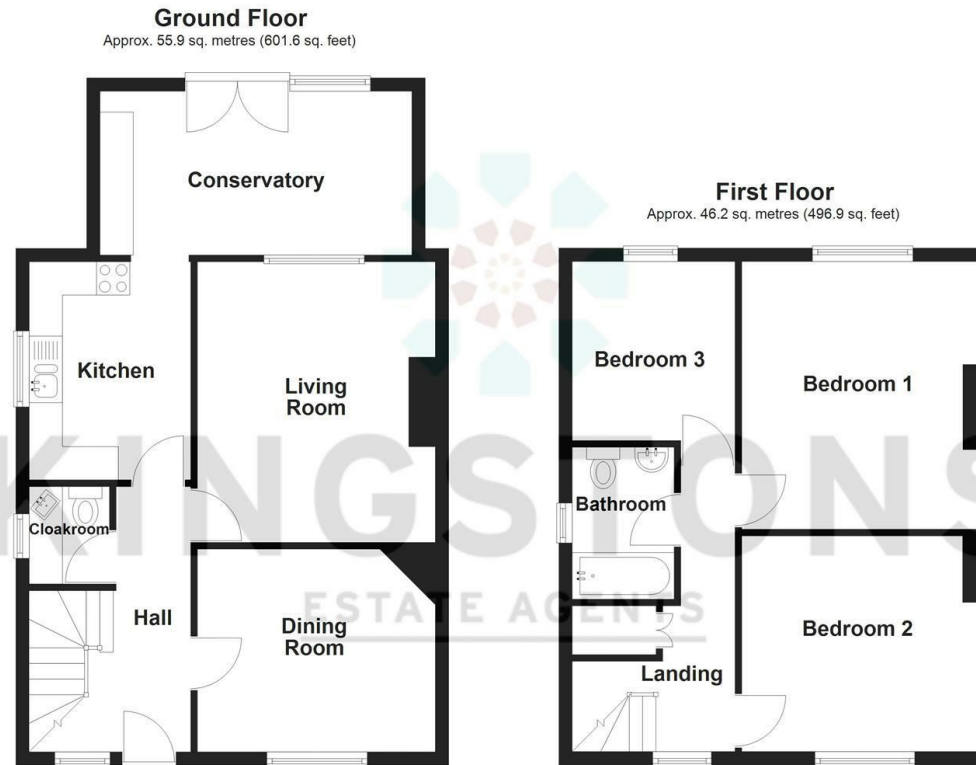 Ground Floor
Approx. 55.9 sq. metres (601.6 sq. feet)
Conservatory
Kitchen
Living
Room
Cloakroom
Hall
Dining
Room
First Floor
Approx. 46.2 sq. metres (496.9 sq. feet)
Bedroom 3
Bedroom 1
Bathroom
Bedroom 2
Landing
KINGSTONS
ESTATE AGENTS